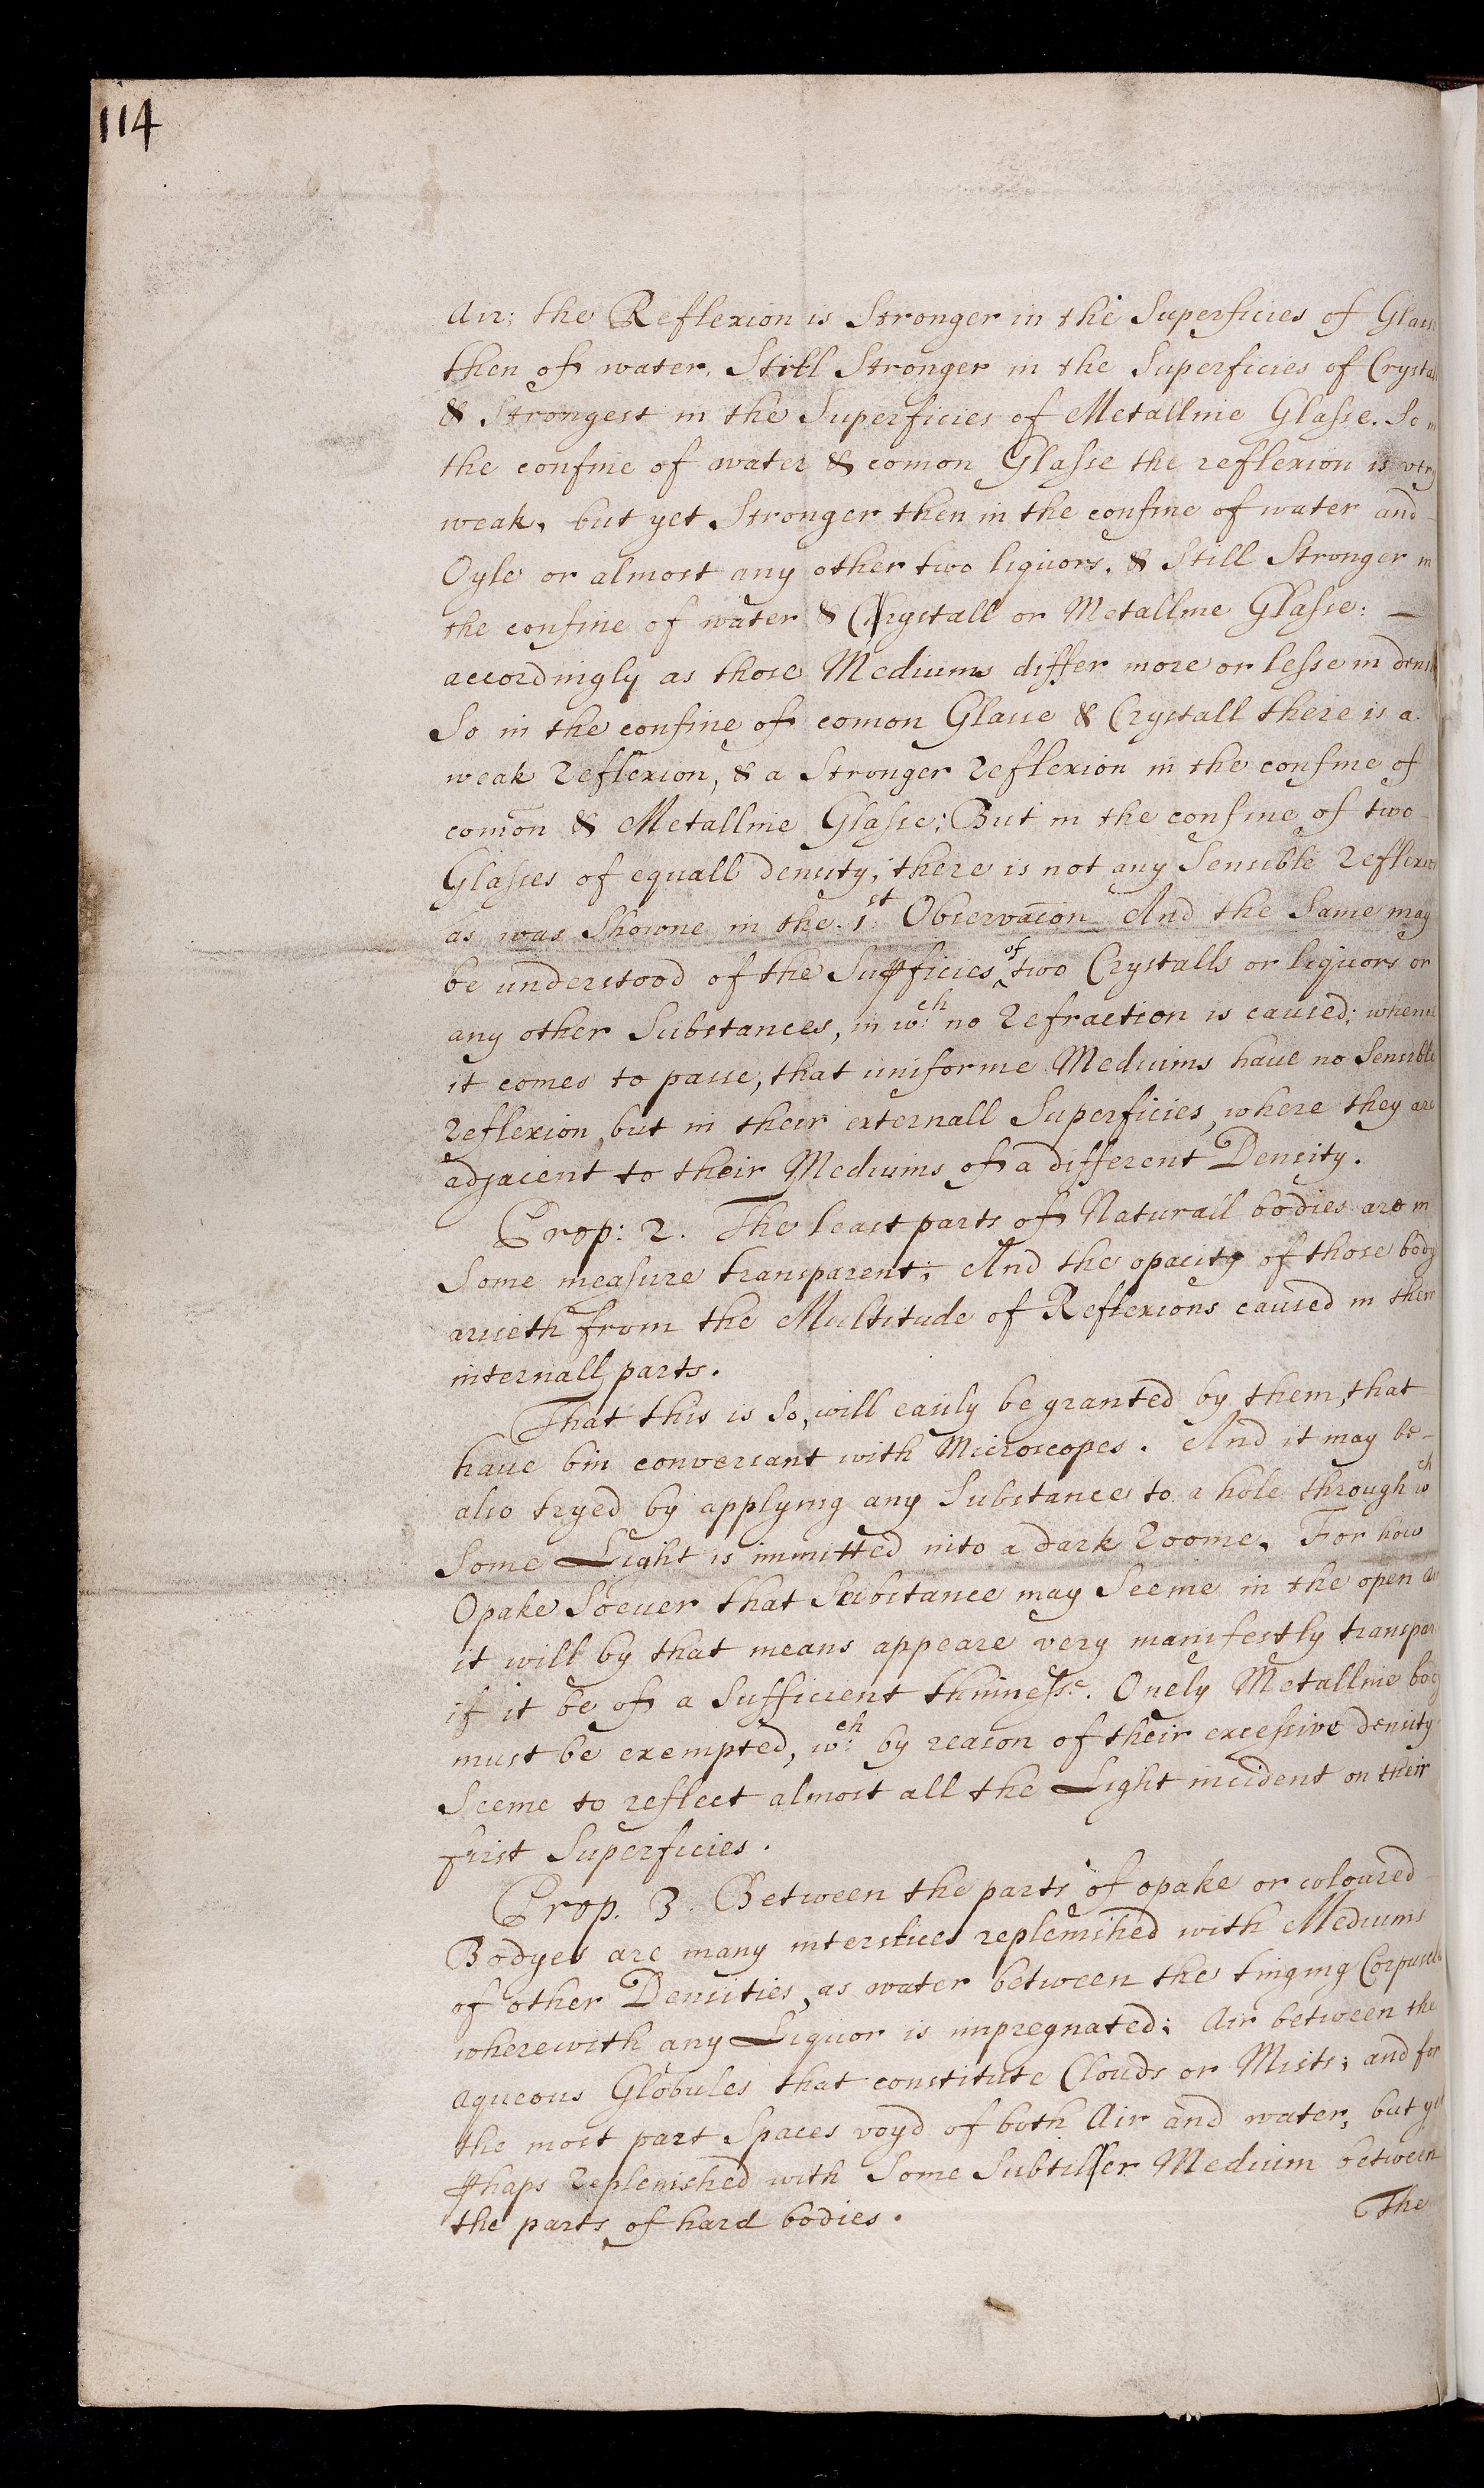 114
Air; the Reflexion is Stronger in the Superficies of Glass
then of water, Still Stronger in the Superficies of Crystal
& Strongest in the Superficies of Metalline Glasse. So in
the confine of water & comon Glasse the reflexion is very
weak, but yet Stronger then in the confine of water and
Oyle or almost any other two liquors, & Still Stronger in
the confine of water & Crystall or Metalline Glasse: —
accordingly as those Mediums differ more or lesse in densi
So in the confine of comon Glasse & Crystall there is a
weak reflexion, & a Stronger reflexion in the confine of
comōn & Metalline Glasse; But in the confine of two
Glasses of equall density, there is not any Sensible reflexion
as was Showne in the 1st Observac̄on And the Same may
be understood of the Suꝑficies of two Crystalls or liquors or
any other Substances, in wch: no refraction is caused; whence
it comes to passe, that uniforme Mediums have no Sensible
reflexion, but in their externall Superficies, where they are
adjacent to their Mediums of a different Density.
Prop: 2. The least parts of Naturall bodies are in
Some measure transparent; And the opacity of those body
ariseth from the Multitude of Reflexions caused in their
internall parts.
That this is So, will easily be granted by them, that
haue bin conversant with Microscopes. And it may be-
also tryed by applying any Substance to a hole through wch
Some Light is immitted into a dark roome. For how
Opake Soeuer that Substance may Seeme in the open
it will by that means appeare very manifestly transpar
if it be of a Sufficient thinnesse. Onely Metalline body
must be exempted, wch: by reason of their excessive density
Seeme to reflect almost all the Light incident on their
first Superficies.
Prop. 3. Between the parts of opake or coloured
Bodyes are many interstices replenished with Mediums
of other Densities, as water between the tinging Corpuscl
wherewith any Liquor is impregnated; Air between the
aqueous Globules that constitute Clouds or Mists; and for
the most part Spaces voyd of both Air and water, but yet
ꝑhaps replenished with Some Subtiller Medium between
the parts of hard bodies.
The